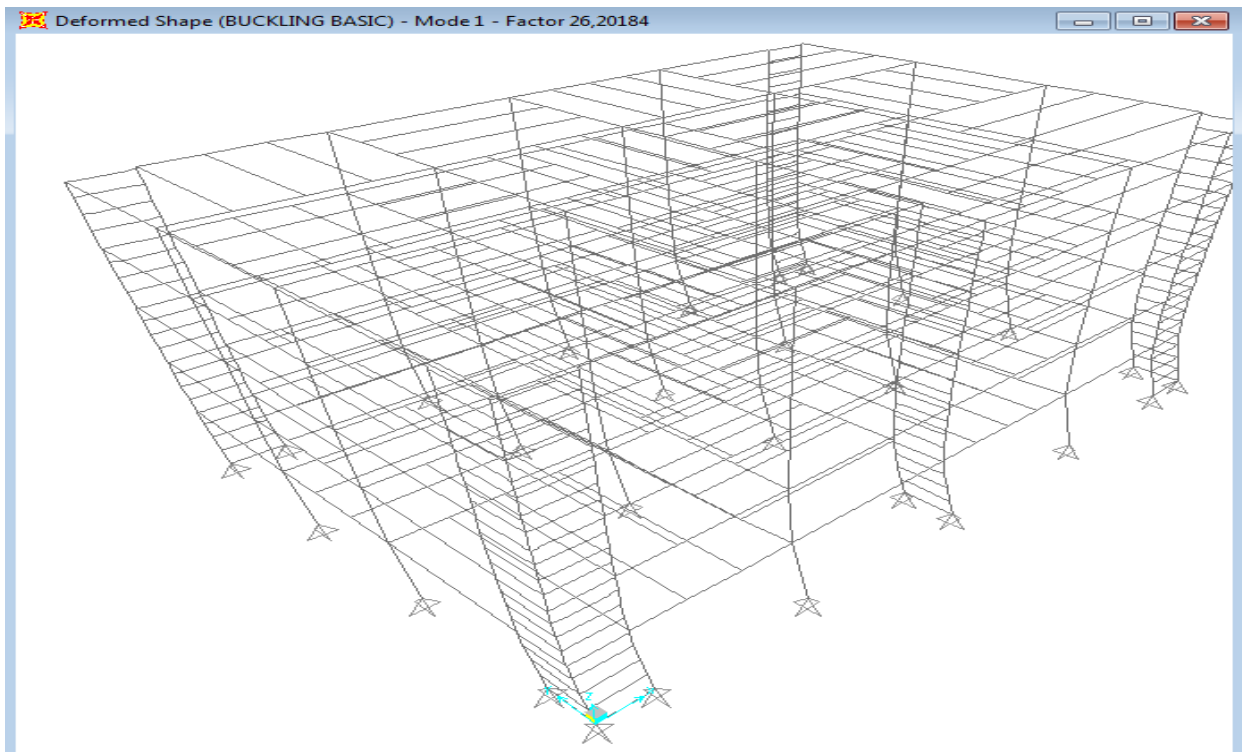 Deformed Shape (BUCKLING BASIC) - Mode 1 - Factor 26,20184
Z